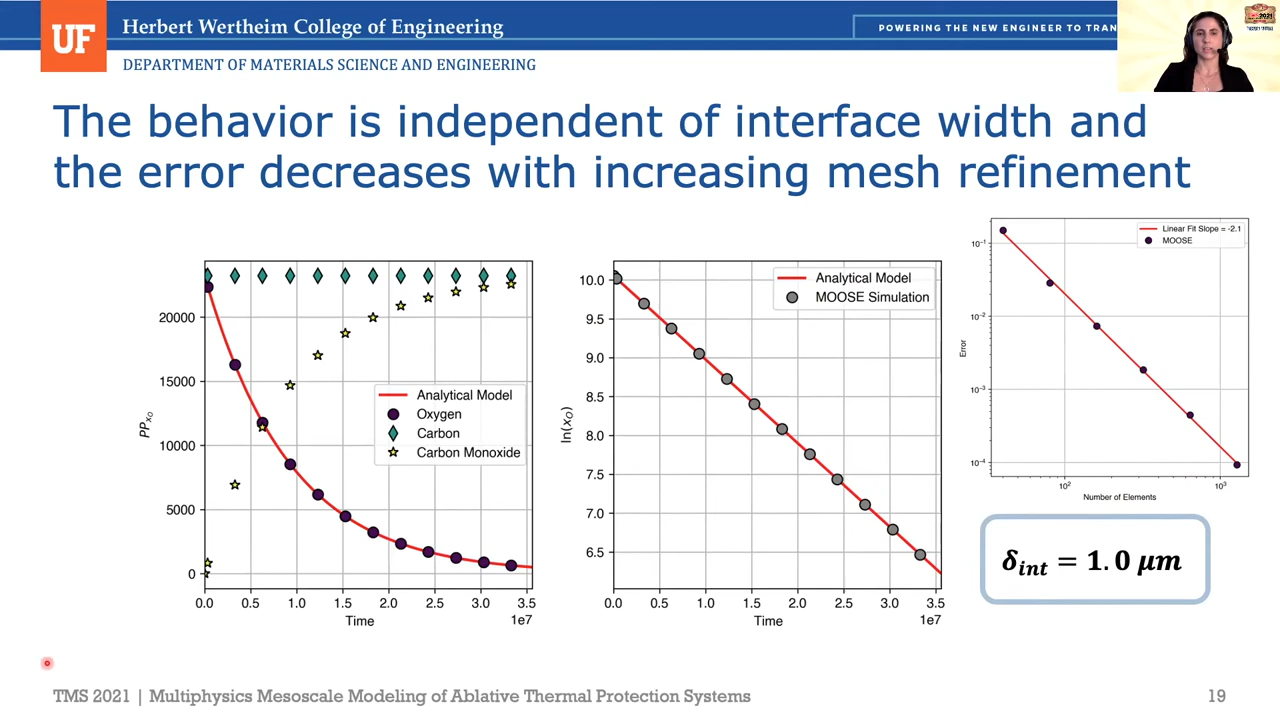 UF
Herbert Wertheim College of Engineering
POWERING THE NEW ENGINEER TO TRAN
DEPARTMENT OF MATERIALS SCIENCE AND ENGINEERING
The behavior is independent of interface width and
the error decreases with increasing mesh refinement
20000
15000
10000
5000
0
PP_{x_O}
0.0 0.5 1.0 1.5 2.0 2.5 3.0 3.5
1e7
Time
Analytical Model
Oxygen
Carbon
Carbon Monoxide
10.0
9.5
9.0
8.5
8.0
7.5
7.0
6.5
ln(x_O)
0.0 0.5 1.0 1.5 2.0 2.5 3.0 3.5
1e7
Time
Analytical Model
MOOSE Simulation
Linear Fit Slope = -2.1
MOOSE
10⁻¹
10⁻²
10⁻³
10⁻⁴
Error
10² 10³
Number of Elements
δ_{int} = 1.0 μm
TMS 2021 | Multiphysics Mesoscale Modeling of Ablative Thermal Protection Systems
19